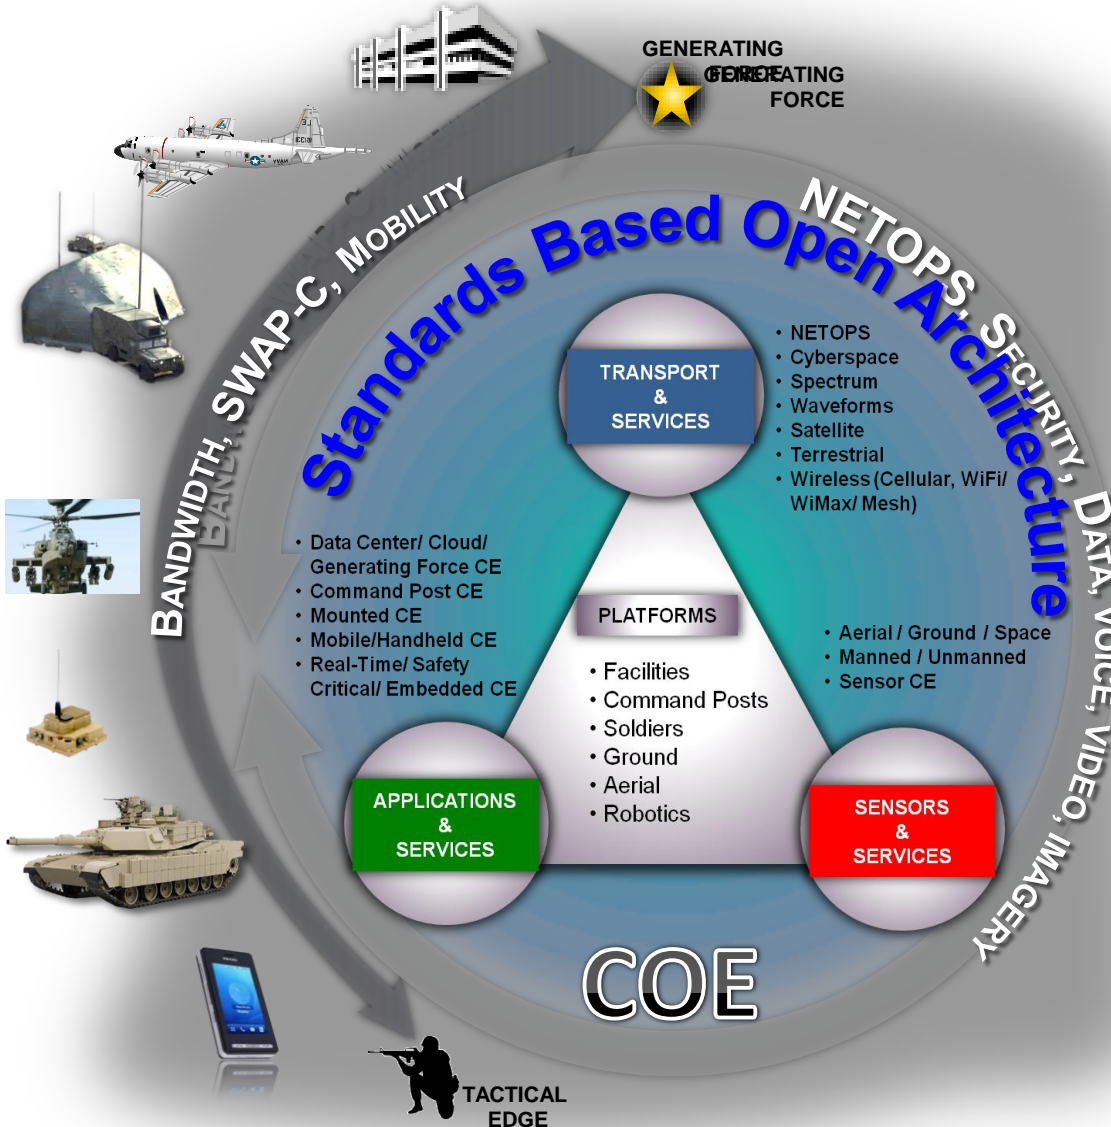 GENERATING
FORCE
GENERATING
FORCE
BANDWIDTH, SWAP-C, MOBILITY
NETOPS, SECURITY, DATA, VOICE, VIDEO, IMAGERY
Standards Based Open Architecture
TRANSPORT
&
SERVICES
• NETOPS
• Cyberspace
• Spectrum
• Waveforms
• Satellite
• Terrestrial
• Wireless (Cellular, WiFi/
WiMax/ Mesh)
• Data Center/ Cloud/
Generating Force CE
• Command Post CE
• Mounted CE
• Mobile/Handheld CE
• Real-Time/ Safety
Critical/ Embedded CE
PLATFORMS
• Facilities
• Command Posts
• Soldiers
• Ground
• Aerial
• Robotics
• Aerial / Ground / Space
• Manned / Unmanned
• Sensor CE
APPLICATIONS
&
SERVICES
SENSORS
&
SERVICES
COE
TACTICAL
EDGE